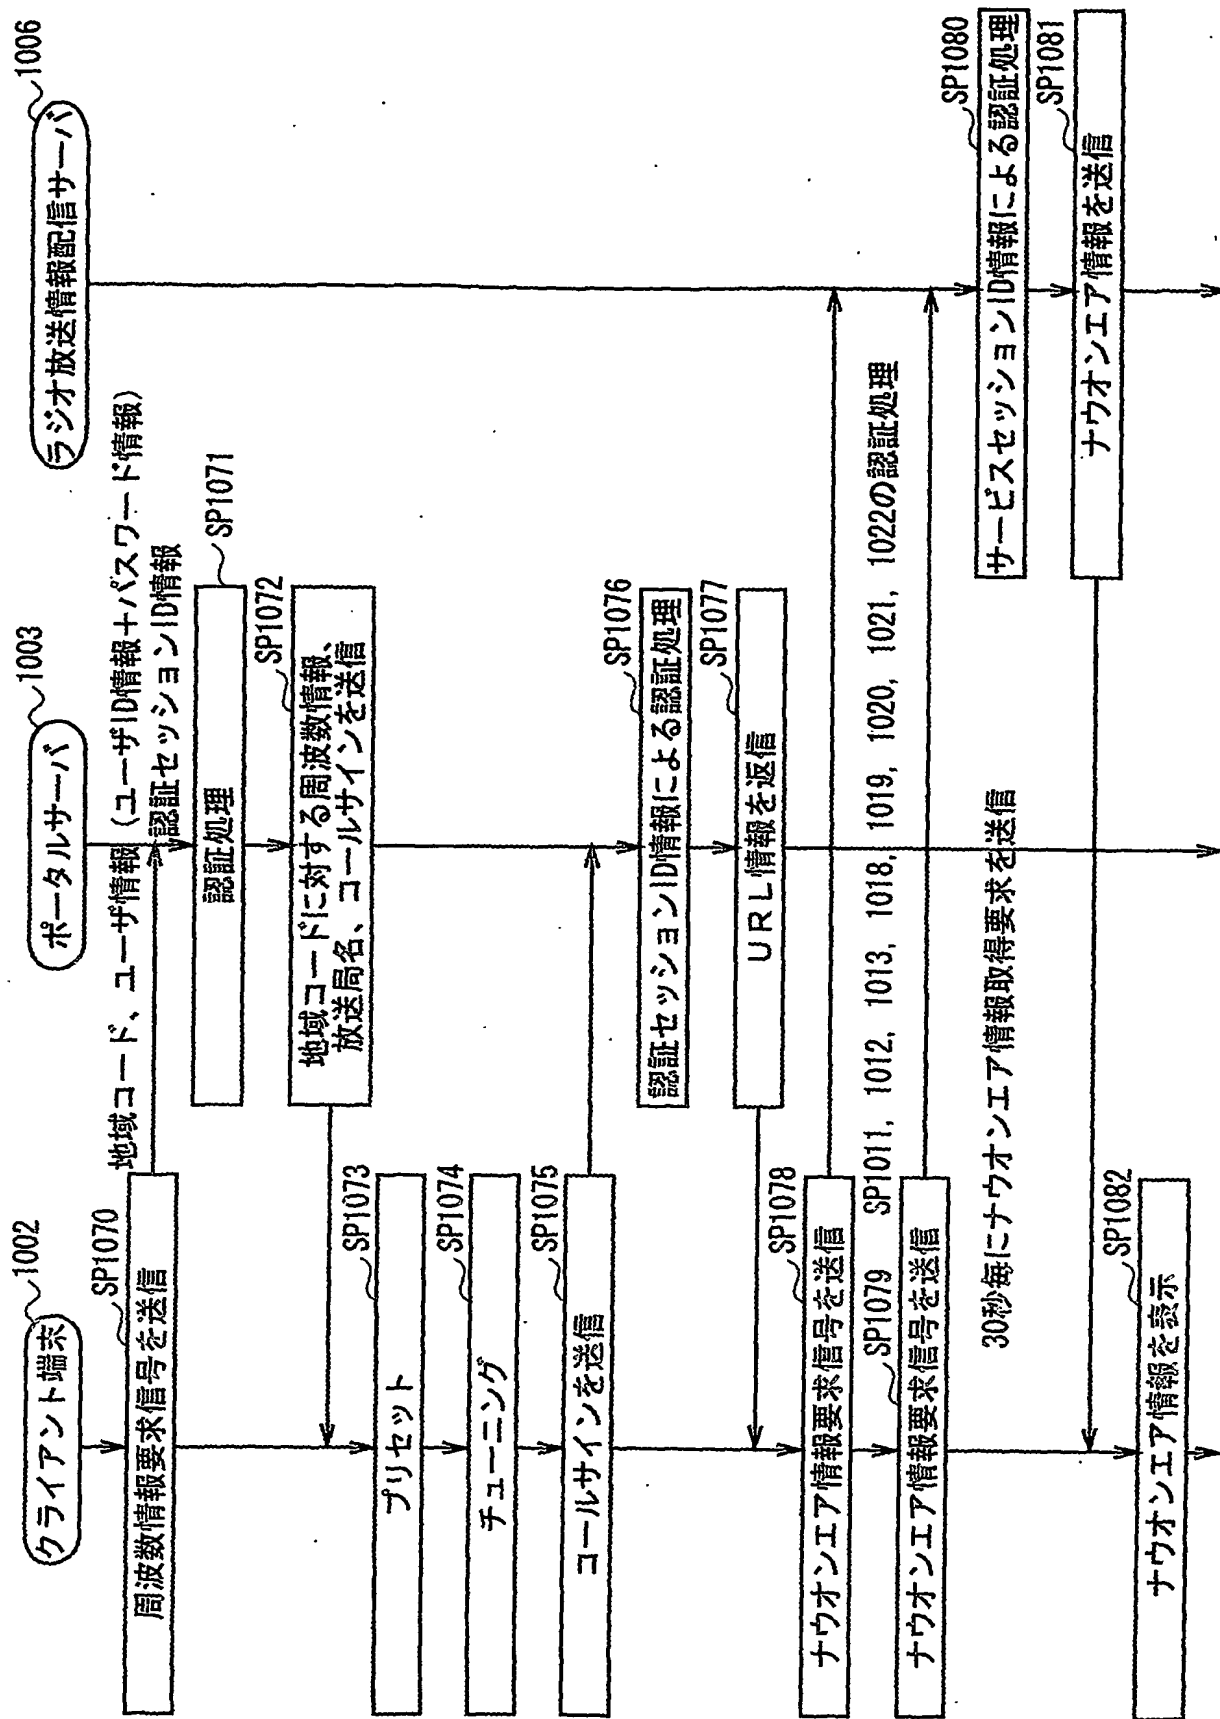 クライアント端末
1002
ポータルサーバ
1003
ラジオ放送情報配信サーバ
1006
SP1070
周波数情報要求信号を送信
地域コード、ユーザ情報（ユーザID情報＋パスワード情報）
認証セッションID情報
SP1071
認証処理
SP1072
地域コードに対する周波数情報、
放送局名、コールサインを送信
SP1073
プリセット
SP1074
チューニング
SP1075
コールサインを送信
SP1076
認証セッションID情報による認証処理
SP1077
ＵＲＬ情報を返信
SP1078
ナウオンエア情報要求信号を送信
SP1079
SP1011, 1012, 1013, 1018, 1019, 1020, 1021, 1022の認証処理
ナウオンエア情報要求信号を送信
30秒毎にナウオンエア情報取得要求を送信
SP1080
サービスセッションID情報による認証処理
SP1081
ナウオンエア情報を送信
SP1082
ナウオンエア情報を表示